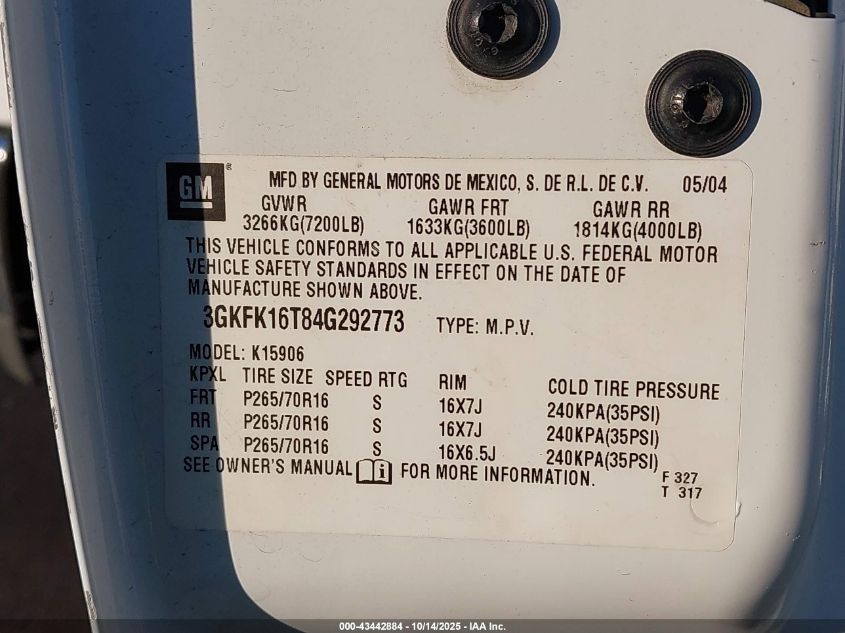 GM ® MFD BY GENERAL MOTORS DE MEXICO, S. DE R.L. DE C.V. 05/04
GVWR GAWR FRT GAWR RR
3266KG(7200LB) 1633KG(3600LB) 1814KG(4000LB)
THIS VEHICLE CONFORMS TO ALL APPLICABLE U.S. FEDERAL MOTOR
VEHICLE SAFETY STANDARDS IN EFFECT ON THE DATE OF
MANUFACTURE SHOWN ABOVE.
3GKFK16T84G292773 TYPE: M.P.V.
MODEL: K15906
KPXL TIRE SIZE SPEED RTG RIM COLD TIRE PRESSURE
FRT P265/70R16 S 16X7J 240KPA(35PSI)
RR P265/70R16 S 16X7J 240KPA(35PSI)
SPA P265/70R16 S 16X6.5J 240KPA(35PSI)
SEE OWNER'S MANUAL i FOR MORE INFORMATION. F 327
T 317
000-43442884 | 10/14/2025 - IAA Inc.